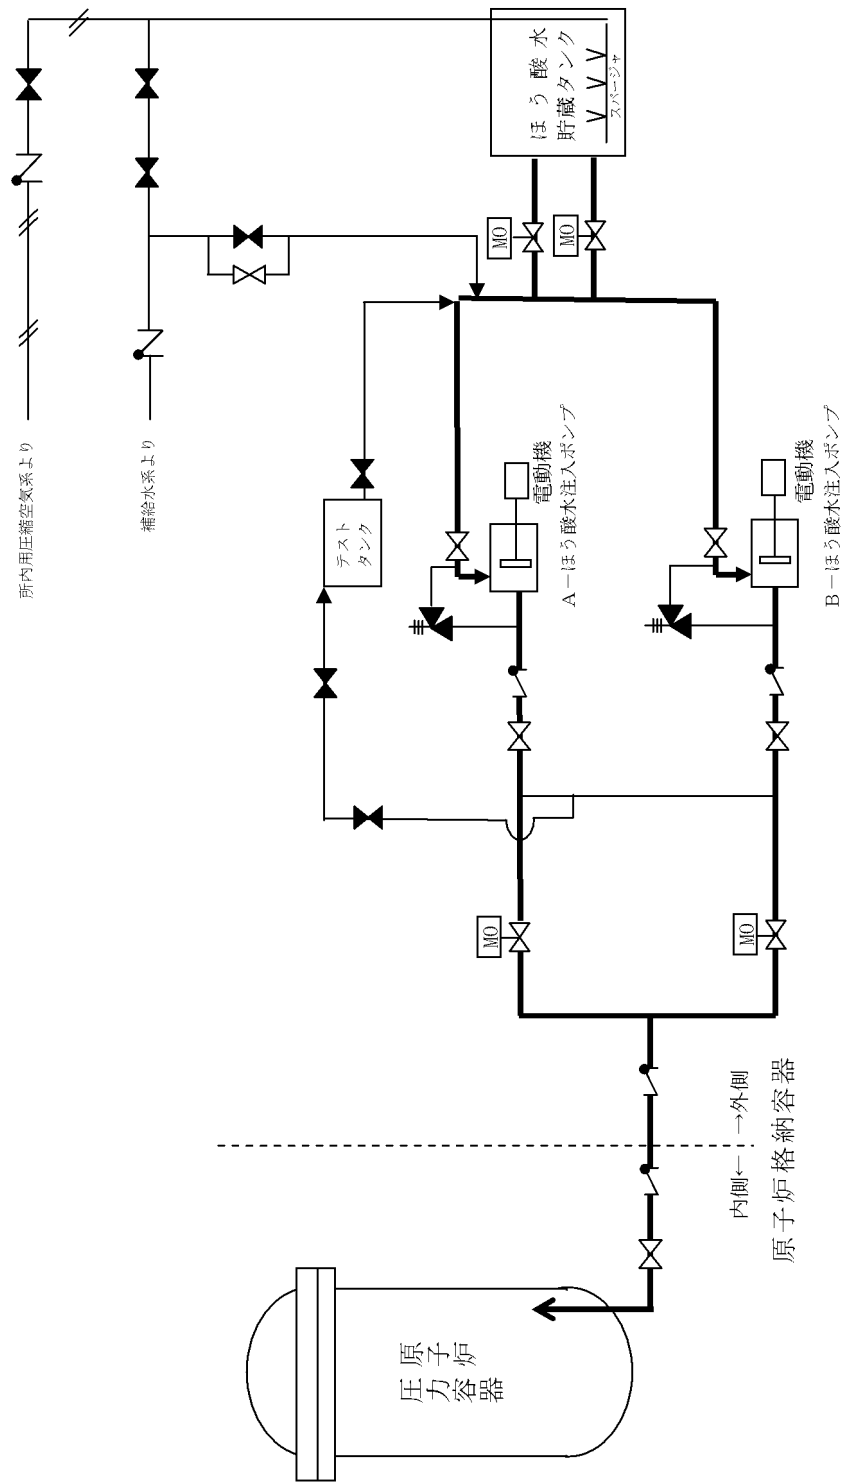 所内用圧縮空気系より
補給水系より
ほう酸水
貯蔵タンク
スパージャ
MO
MO
テスト
タンク
電動機
A－ほう酸水注入ポンプ
電動機
B－ほう酸水注入ポンプ
MO
MO
内側← →外側
原子炉格納容器
原子炉
圧力容器